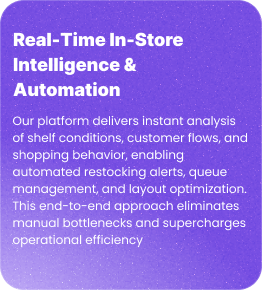 Real-Time In-Store
Intelligence &
Automation
Our platform delivers instant analysis
of shelf conditions, customer flows, and
shopping behavior, enabling
automated restocking alerts, queue
management, and layout optimization.
This end-to-end approach eliminates
manual bottlenecks and supercharges
operational efficiency